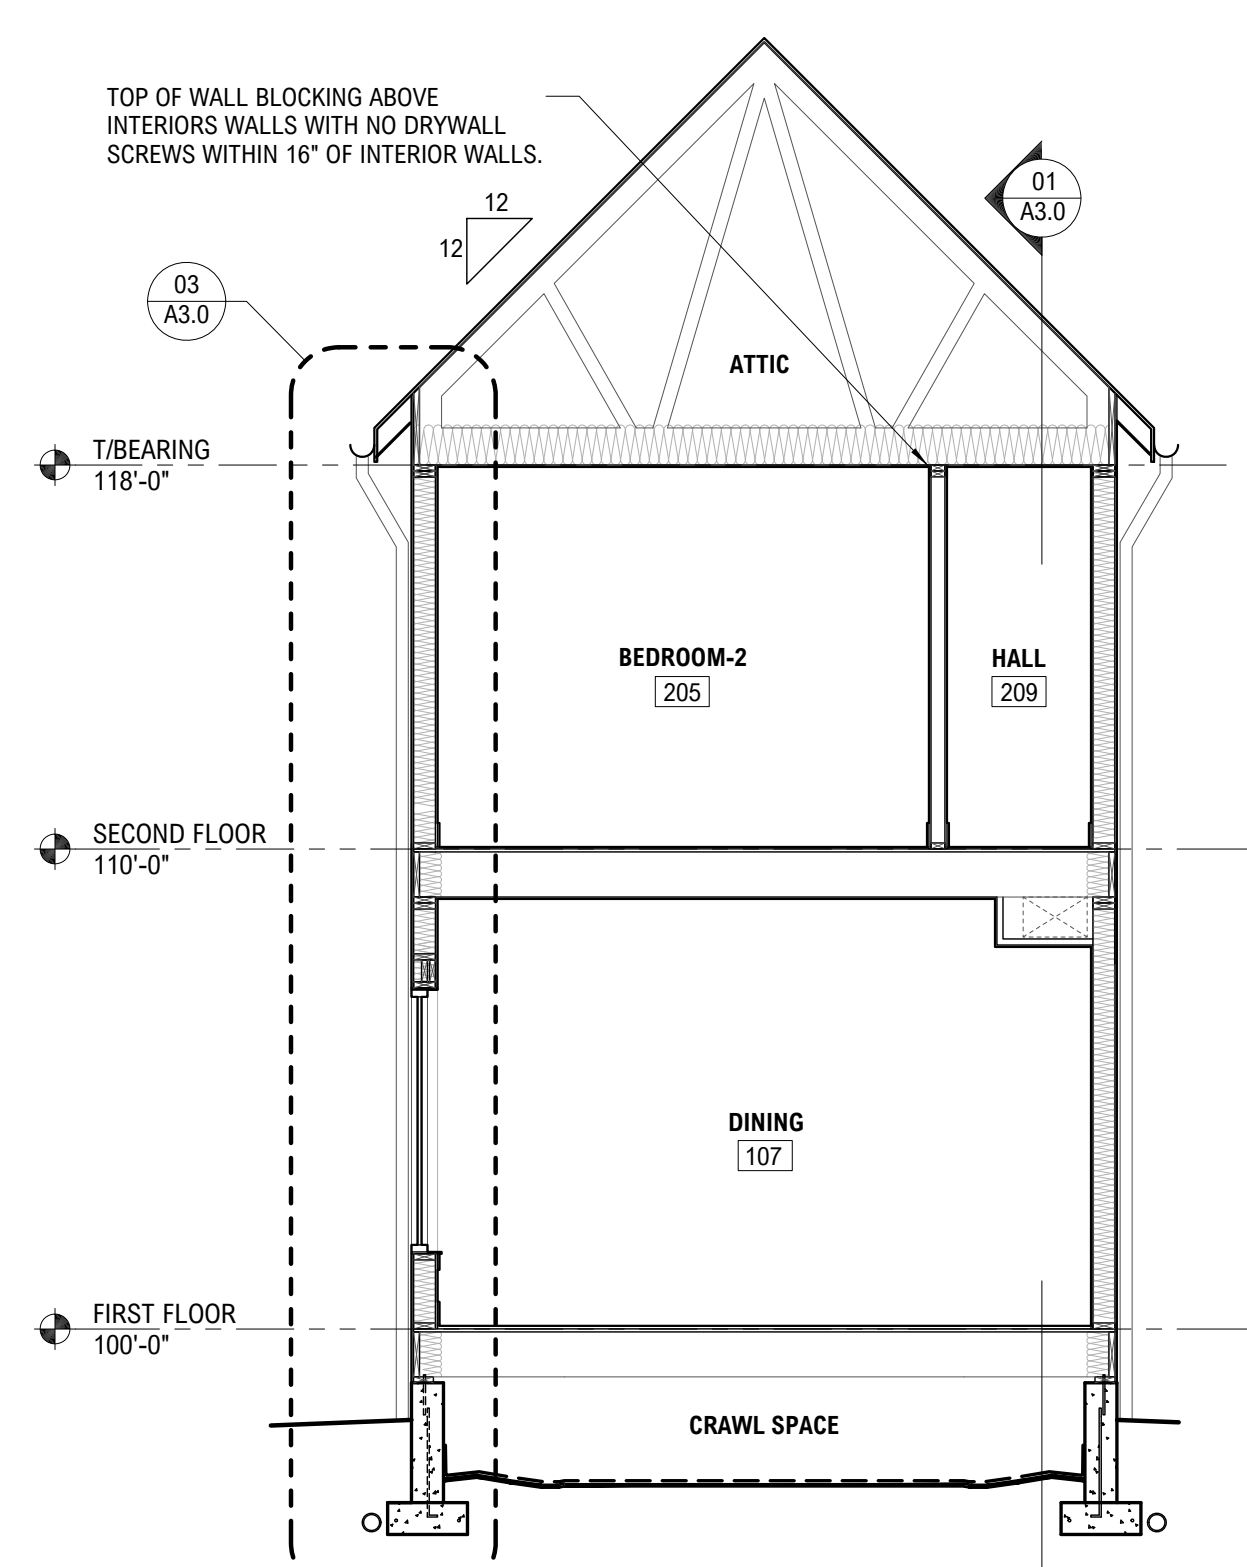 TOP OF WALL BLOCKING ABOVE
INTERIORS WALLS WITH NO DRYWALL
SCREWS WITHIN 16" OF INTERIOR WALLS.
01
A3.0
12
12
03
A3.0
ATTIC
T/BEARING
118'-0"
BEDROOM-2
205
HALL
209
SECOND FLOOR
110'-0"
DINING
107
FIRST FLOOR
100'-0"
CRAWL SPACE